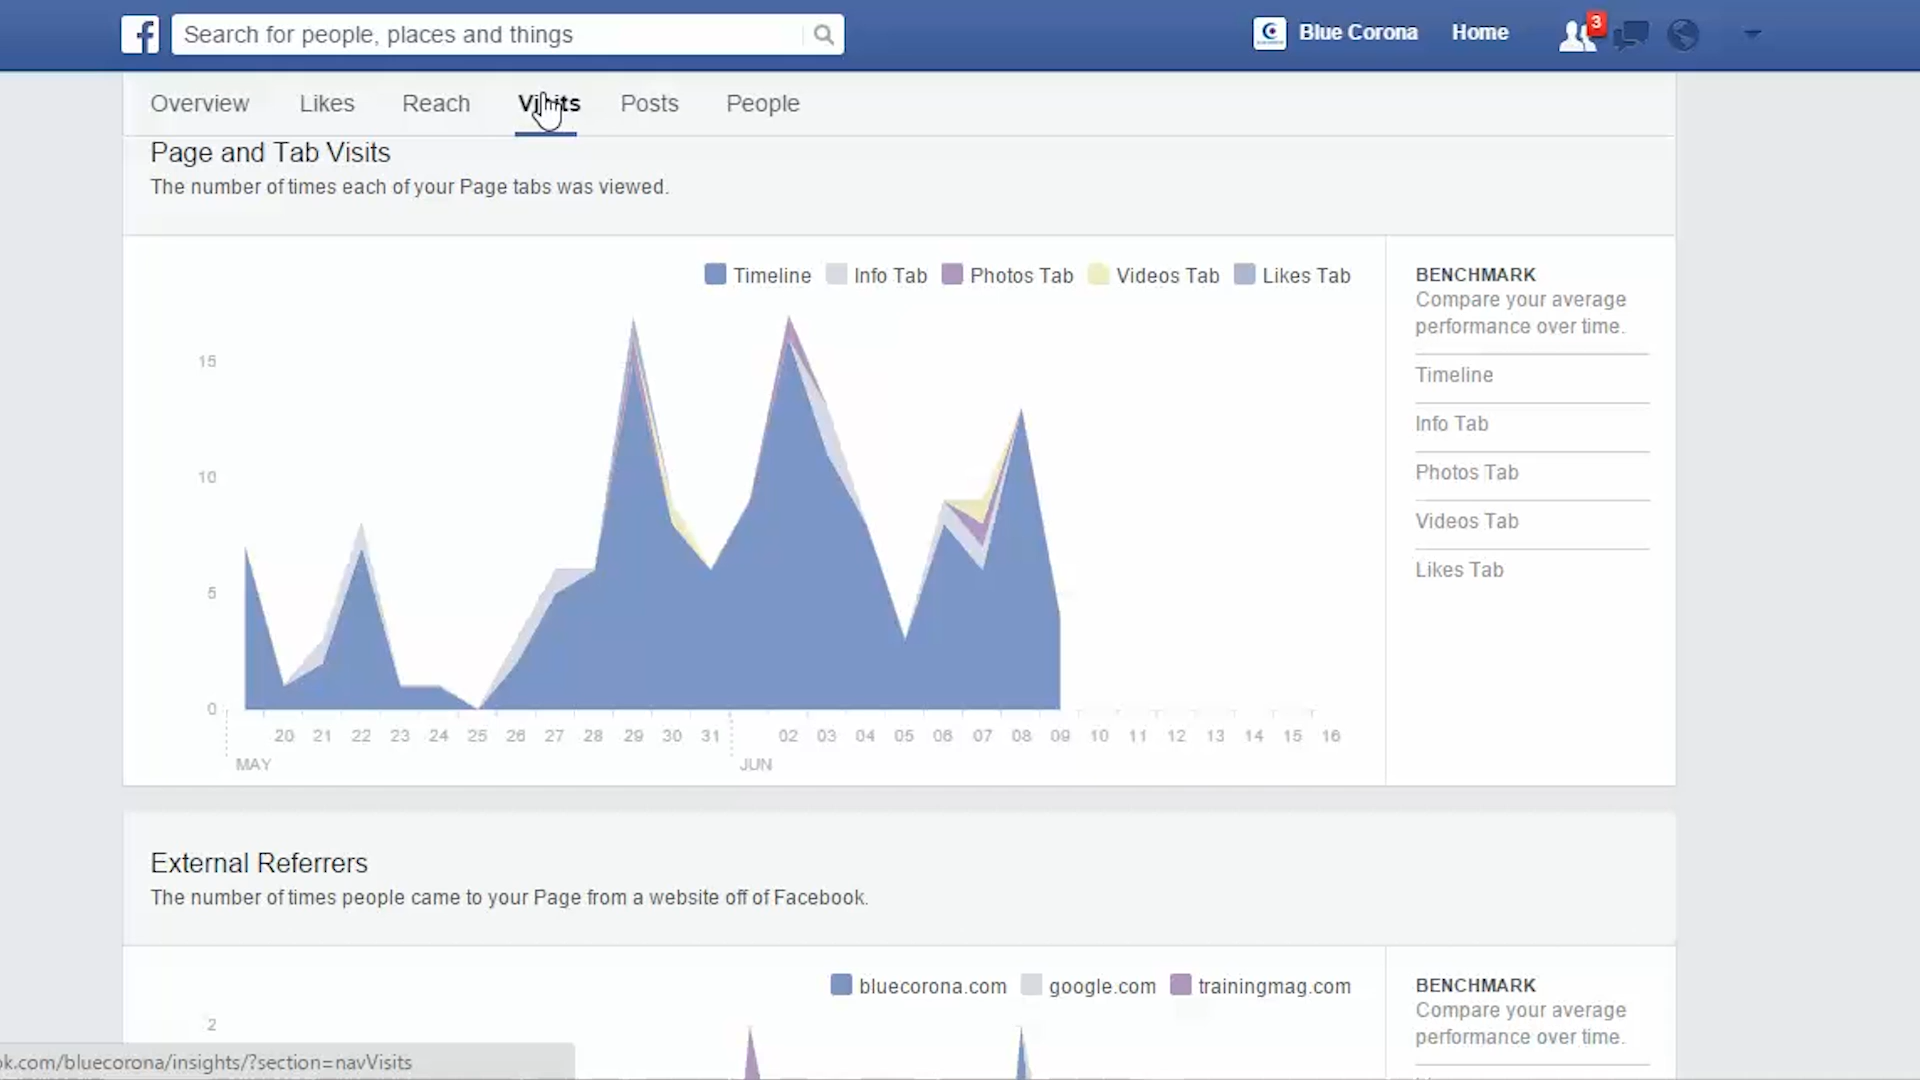 Search for people, places and things
Blue Corona Home 3
Overview Likes Reach Visits Posts People
Page and Tab Visits
The number of times each of your Page tabs was viewed.
Timeline Info Tab Photos Tab Videos Tab Likes Tab
15
10
5
0
20 21 22 23 24 25 26 27 28 29 30 31 02 03 04 05 06 07 08 09 10 11 12 13 14 15 16
MAY JUN
BENCHMARK
Compare your average
performance over time.
Timeline
Info Tab
Photos Tab
Videos Tab
Likes Tab
External Referrers
The number of times people came to your Page from a website off of Facebook.
bluecorona.com google.com trainingmag.com
2
BENCHMARK
Compare your average
performance over time.
ok.com/bluecorona/insights/?section=navVisits